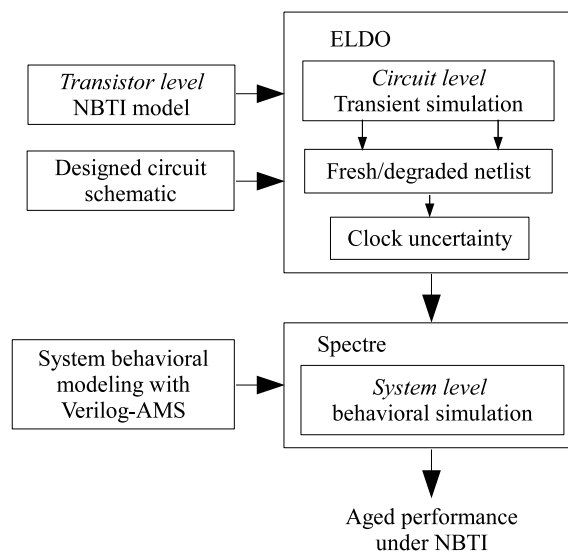 ELDO
Transistor level
NBTI model
Circuit level
Transient simulation
Designed circuit
schematic
Fresh/degraded netlist
Clock uncertainty
System behavioral
modeling with
Verilog-AMS
Spectre
System level
behavioral simulation
Aged performance
under NBTI